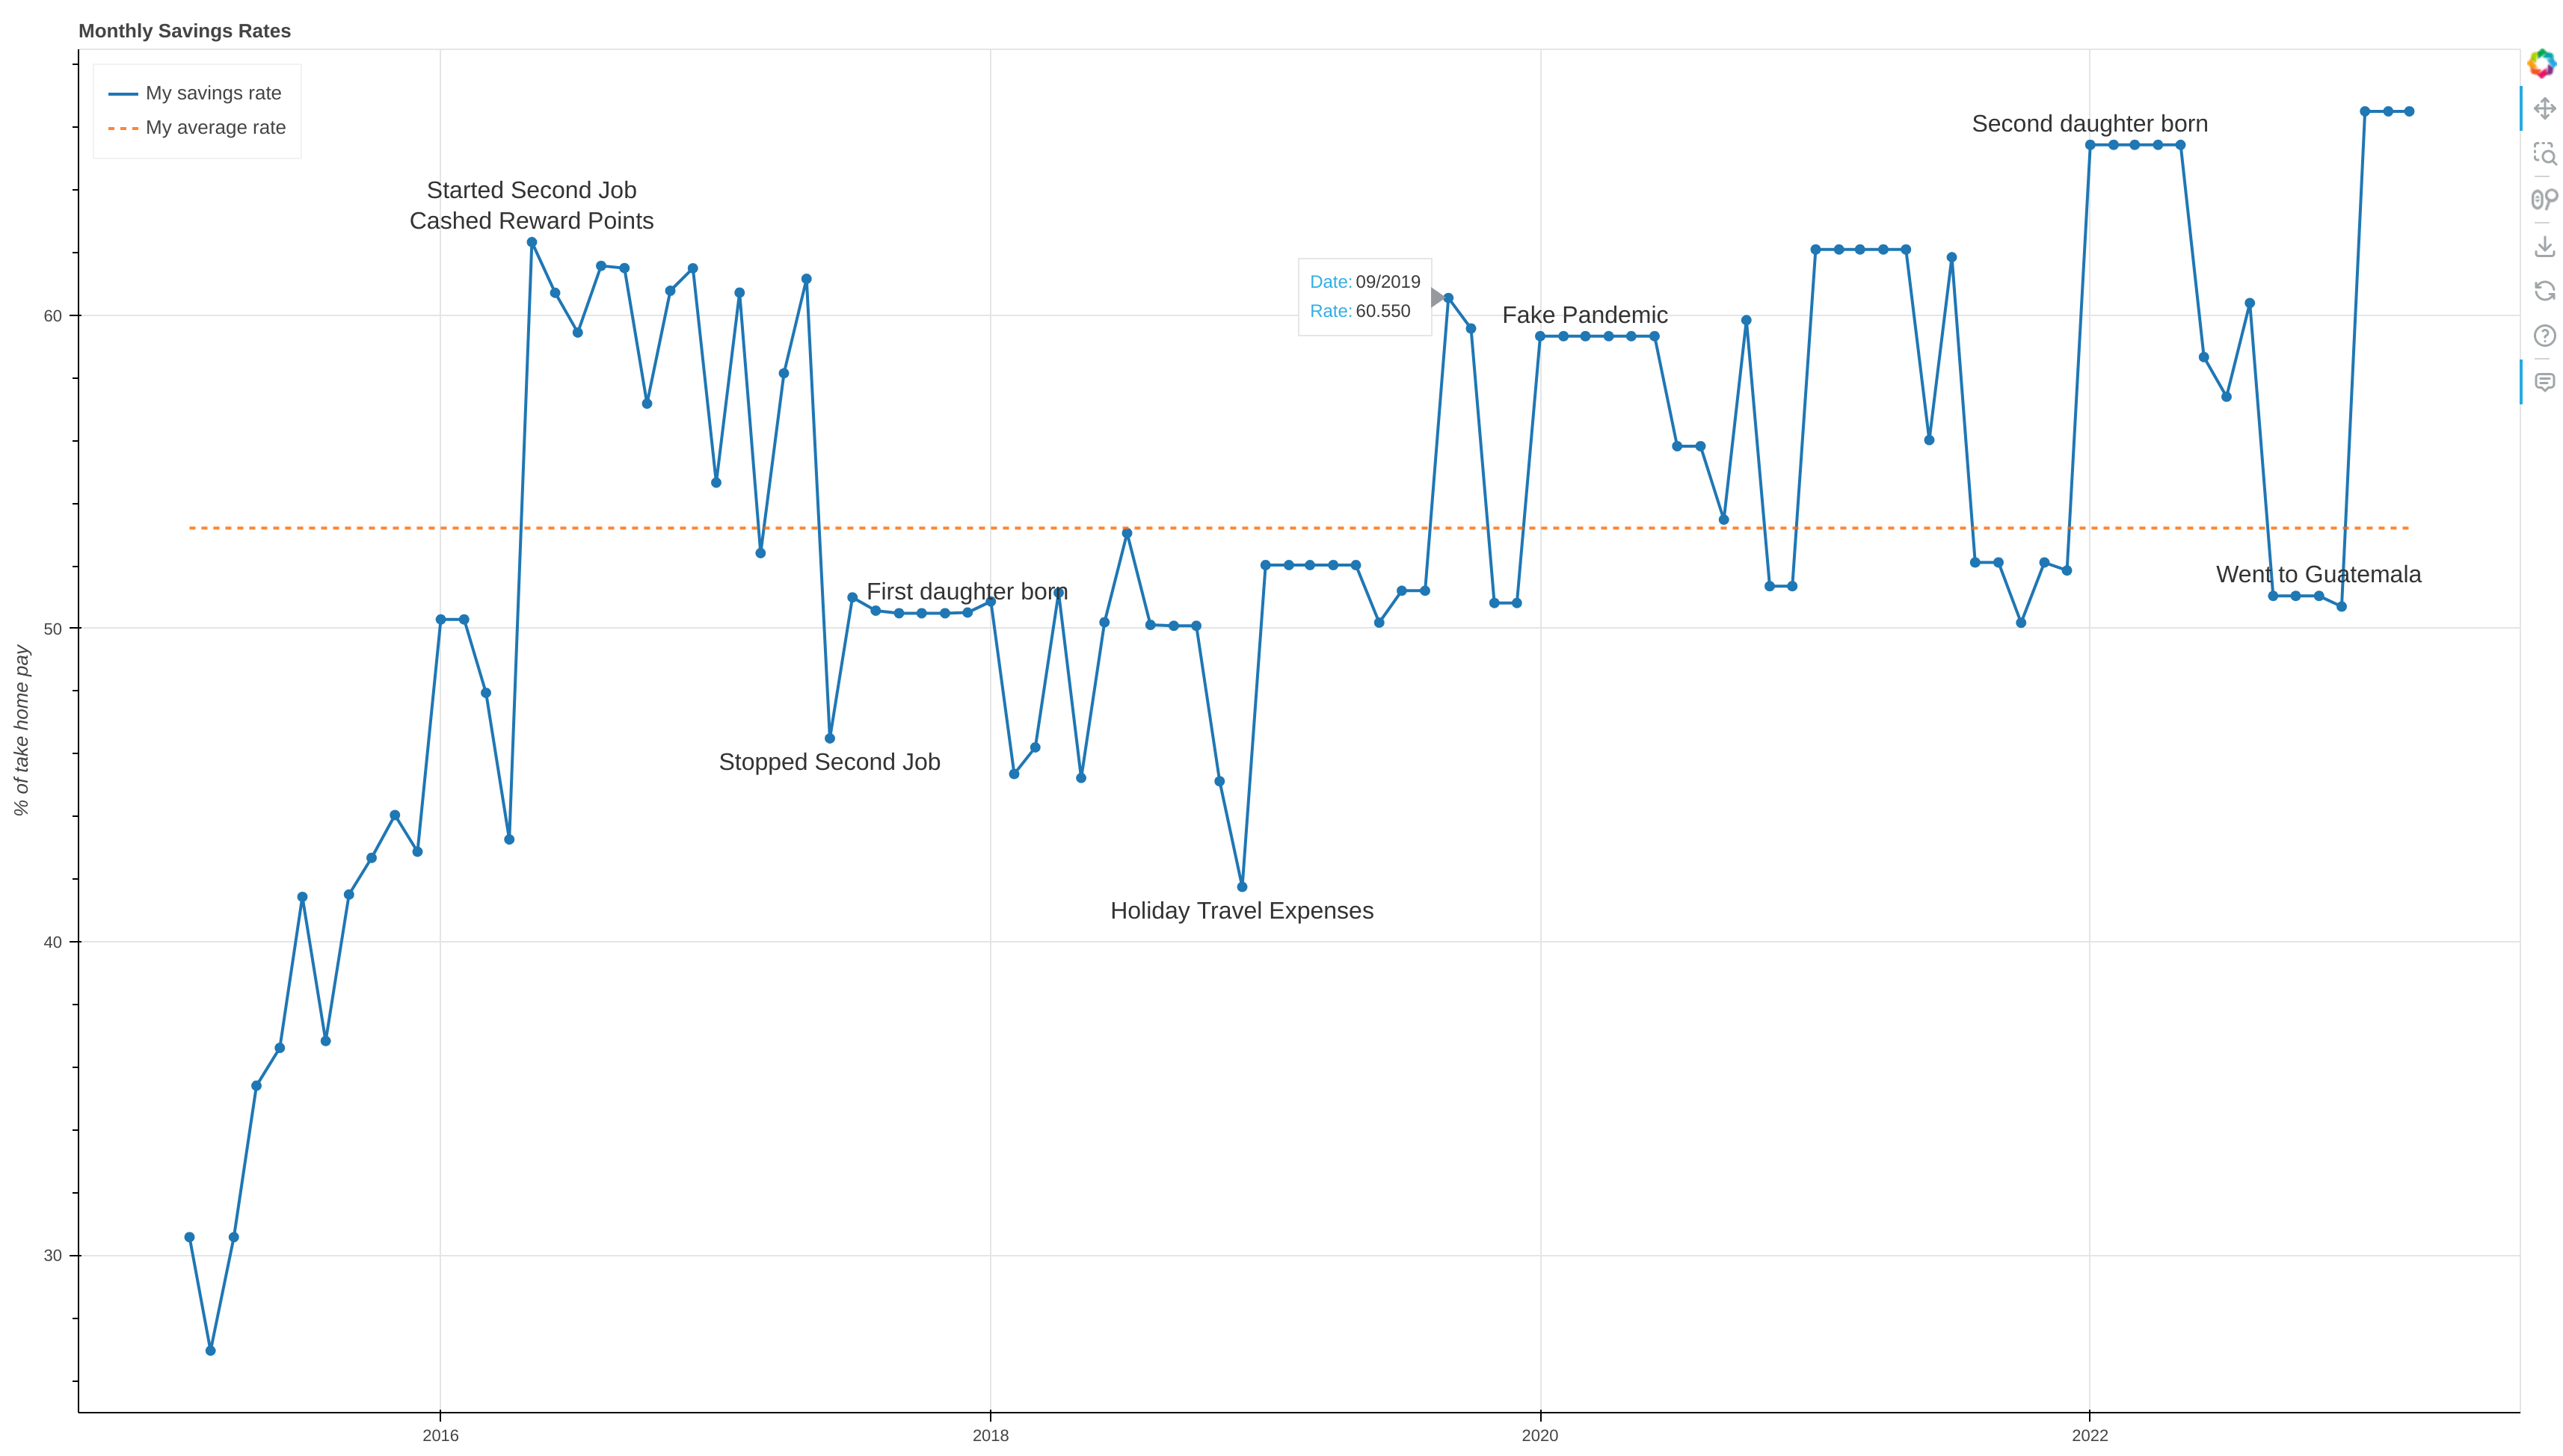 Monthly Savings Rates
My savings rate
My average rate
Second daughter born
Started Second Job
Cashed Reward Points
Date: 09/2019
Rate: 60.550
Fake Pandemic
60
Went to Guatemala
First daughter born
50
% of take home pay
Stopped Second Job
Holiday Travel Expenses
40
30
2016 2018 2020 2022